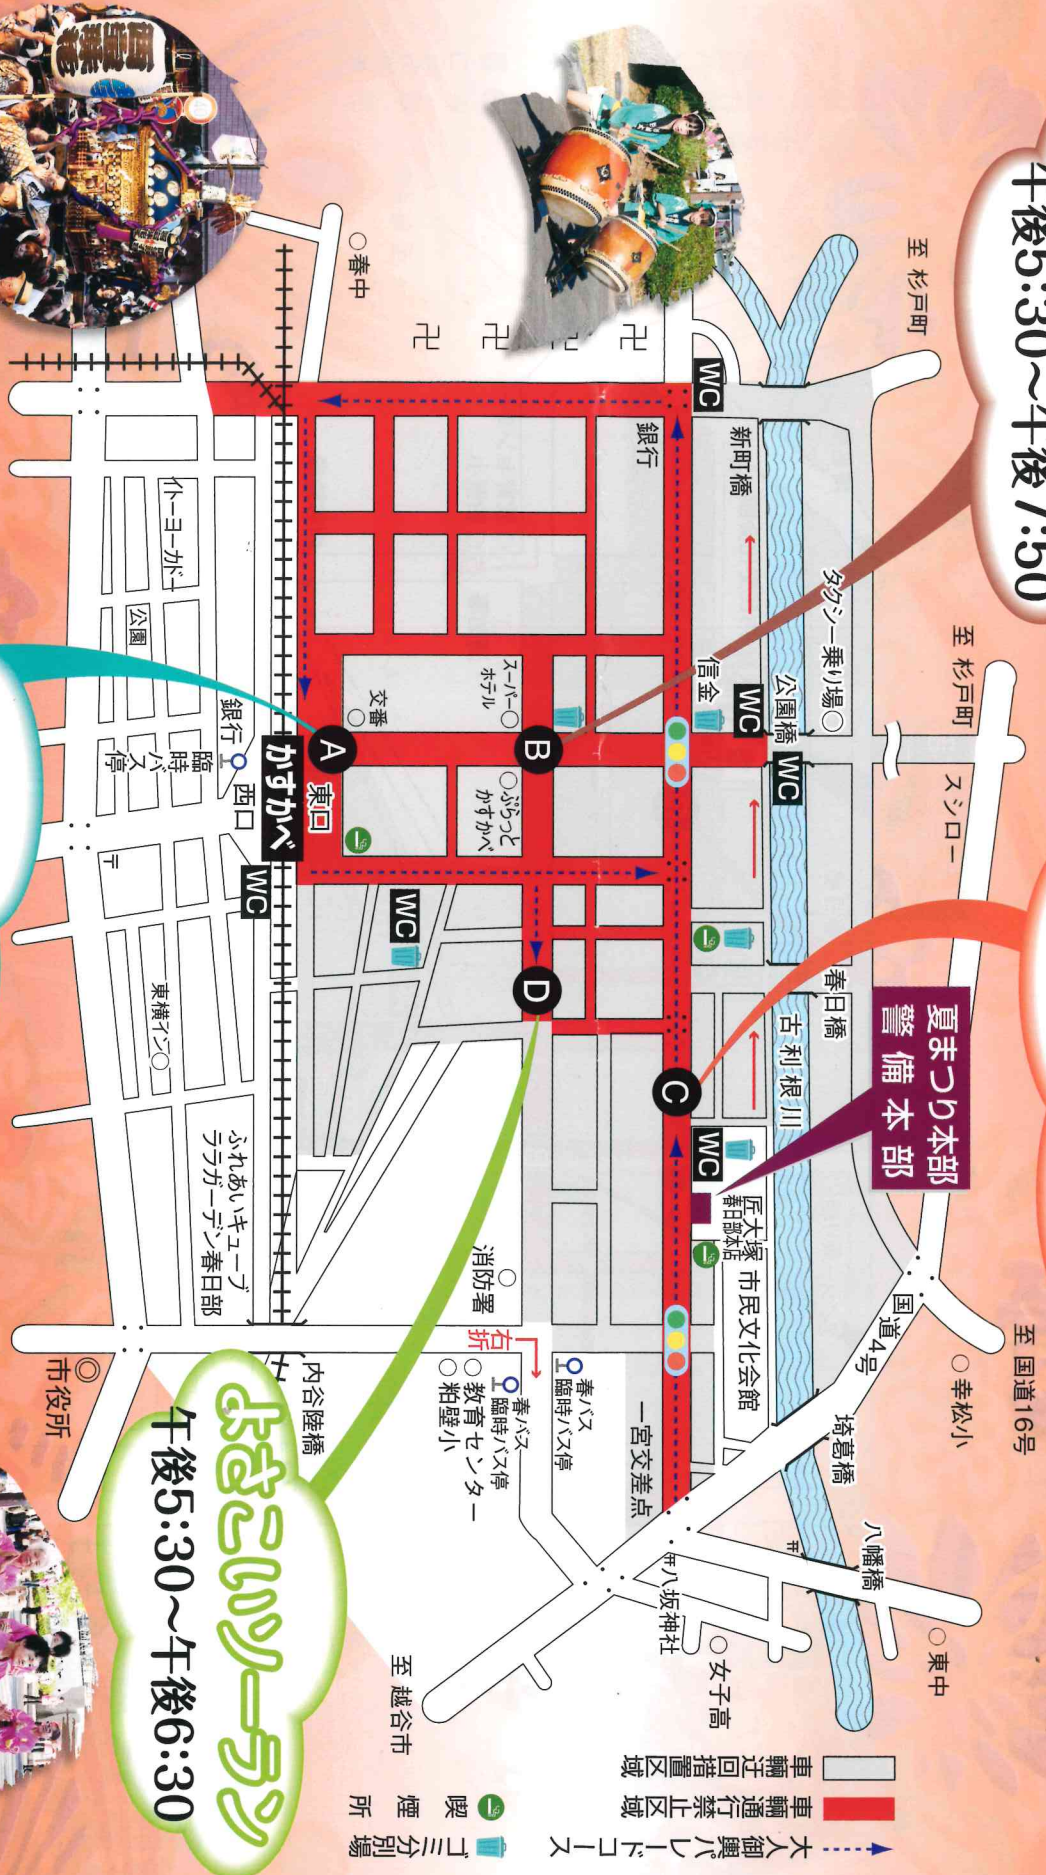 午後5:30〜午後7:50
至 杉戸町
春中
卍
卍
卍
卍
WC
新町橋
銀行
タクシー乗り場
至 杉戸町
スシロー
公園橋
WC
WC
信金
スーパー
ホテル
交番
A
B
C
D
ぷらっと
かすかべ
東口
かすかべ
西口
銀行
臨時
バス
停
イトーヨーカドー
公園
〒
WC
WC
東横イン
春日橋
古利根川
夏まつり本部
警備本部
WC
匠大塚
春日部本店
市民文化会館
国道4号
至 国道16号
幸松小
埼葛橋
八幡橋
東中
一宮交差点
八坂神社
女子高
消防署
右折
春バス
臨時バス停
春バス
臨時バス停
教育センター
粕壁小
ふれあいキューブ
ララガーデン春日部
内谷陸橋
市役所
至 越谷市
よさこいソーラン
午後5:30〜午後6:30
車輛迂回措置区域
車輛通行禁止区域
大人御輿パレードコース
喫煙所
ゴミ分別場